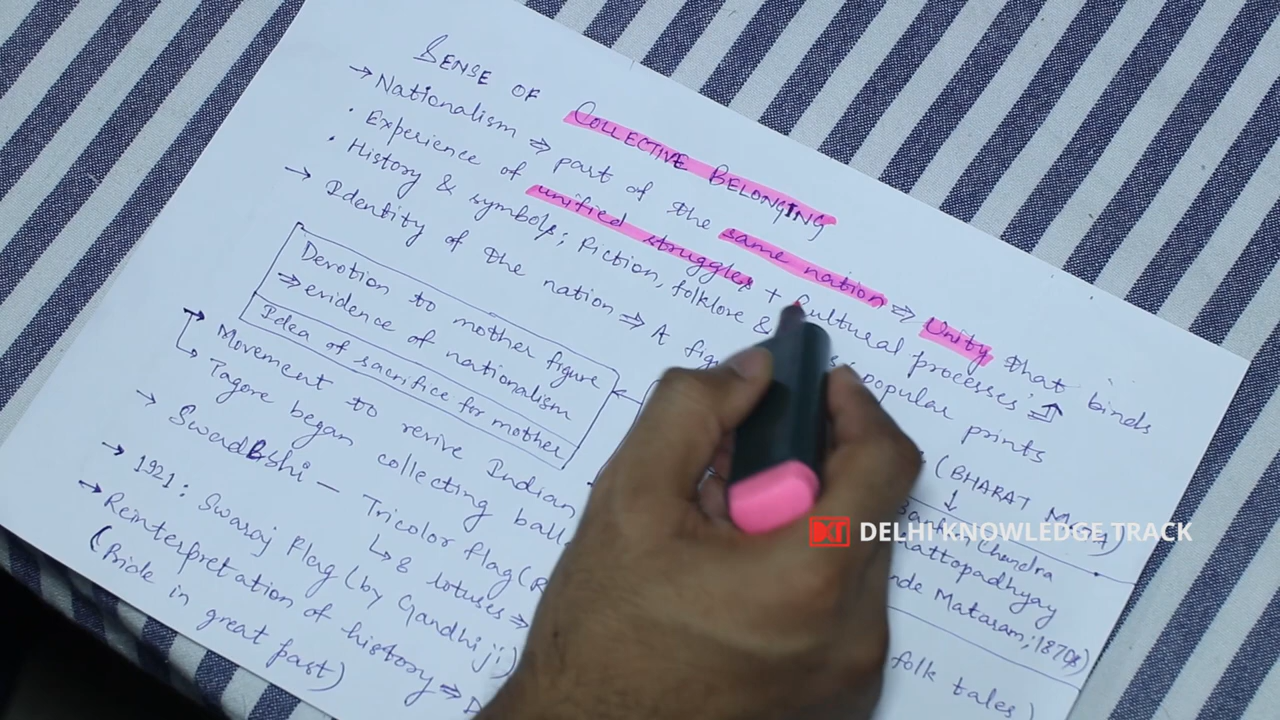 SENSE OF COLLECTIVE BELONGING
→ Nationalism ⇒ part of the same nation ⇒ Unity that binds
· Experience of unified struggles + Cultural processes ↑
· History & symbols; fiction, folklore & popular prints
→ Identity of the nation ⇒ A (BHARAT MATA)
Devotion to mother figure
⇒ evidence of nationalism
Idea of sacrifice for mother
Chandra
Chattopadhyay
Mataram; 1870s)
→ Movement to revive Indian folk tales)
Tagore began collecting
→ Swadeshi – Tricolor flag (
8 lotuses ⇒
→ 1921: Swaraj Flag (by Gandhiji)
→ Reinterpretation of history ⇒
(Pride in great past)
DKT DELHI KNOWLEDGE TRACK